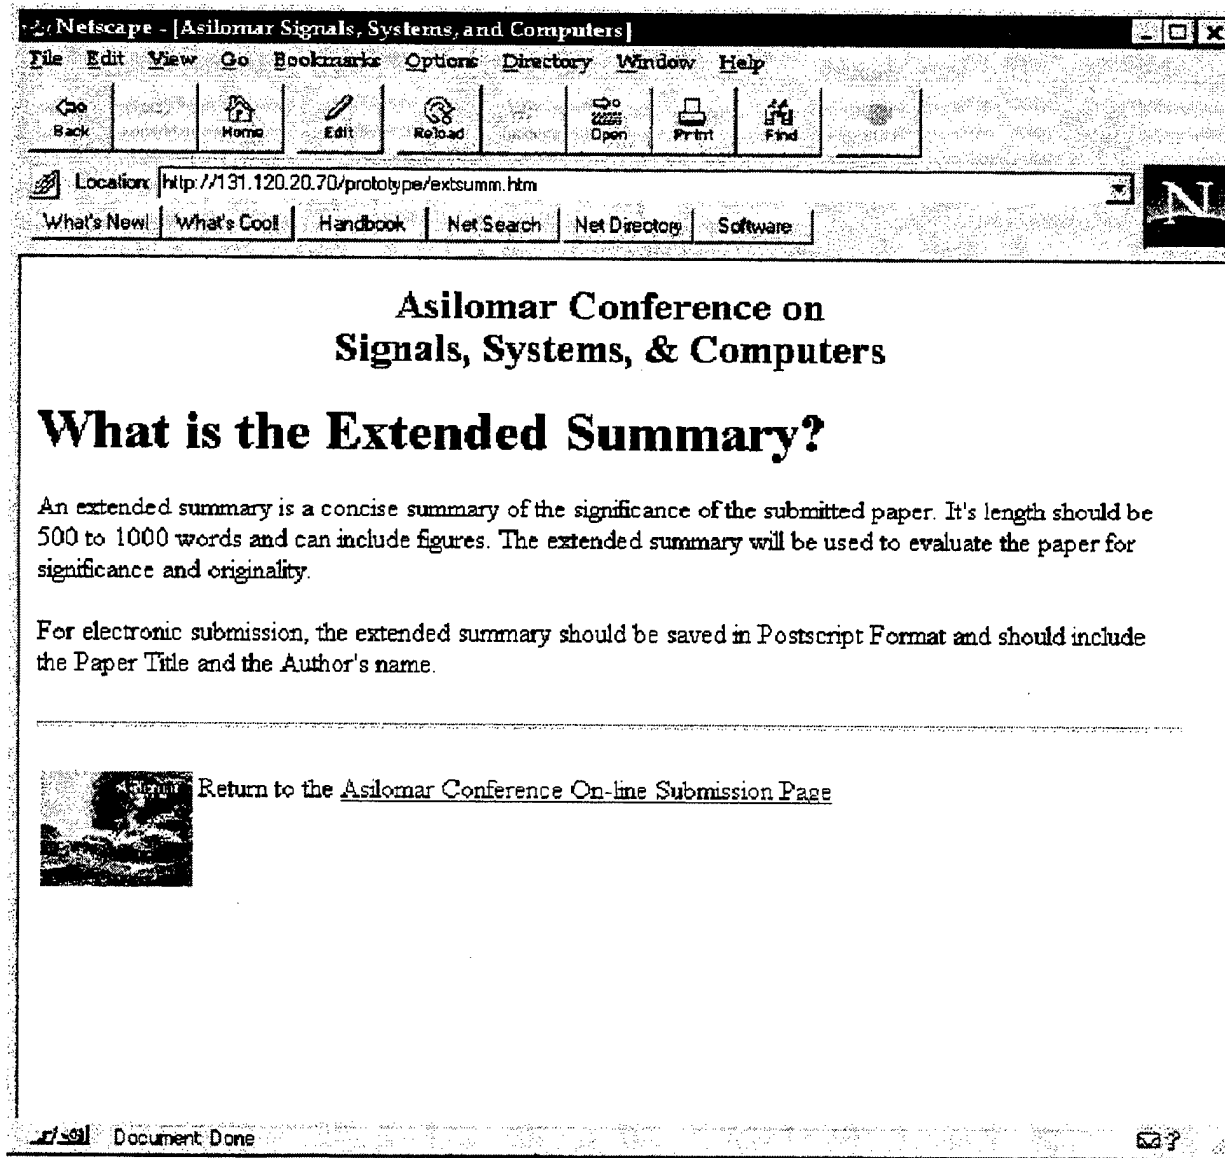 Netscape - [Asilomar Signals, Systems, and Computers]
File Edit View Go Bookmarks Options Directory Window Help
Back Home Edit Reload Open Print Find
Location: http://131.120.20.70/prototype/extsumm.htm
N
What's New! What's Cool! Handbook Net Search Net Directory Software
Asilomar Conference on
Signals, Systems, & Computers
What is the Extended Summary?
An extended summary is a concise summary of the significance of the submitted paper. It's length should be
500 to 1000 words and can include figures. The extended summary will be used to evaluate the paper for
significance and originality.
For electronic submission, the extended summary should be saved in Postscript Format and should include
the Paper Title and the Author's name.
Return to the Asilomar Conference On-line Submission Page
Document: Done